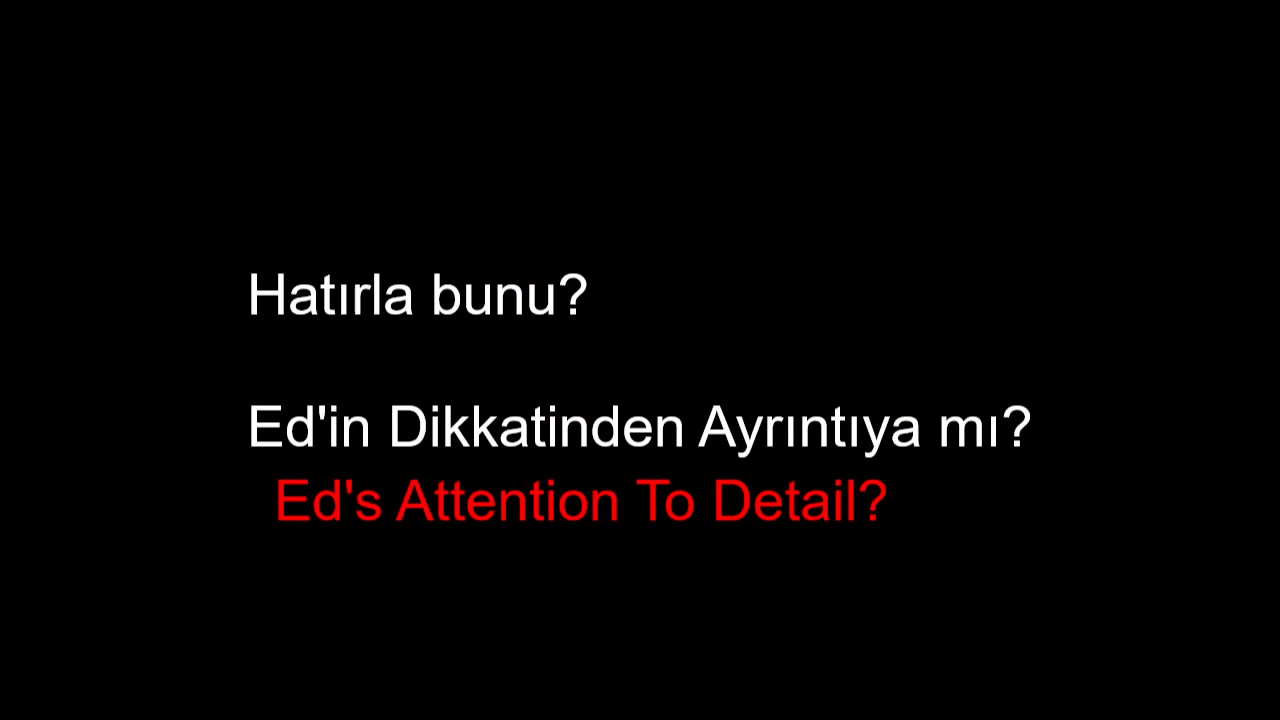 Hatırla bunu?
Ed'in Dikkatinden Ayrıntıya mı?
Ed's Attention To Detail?